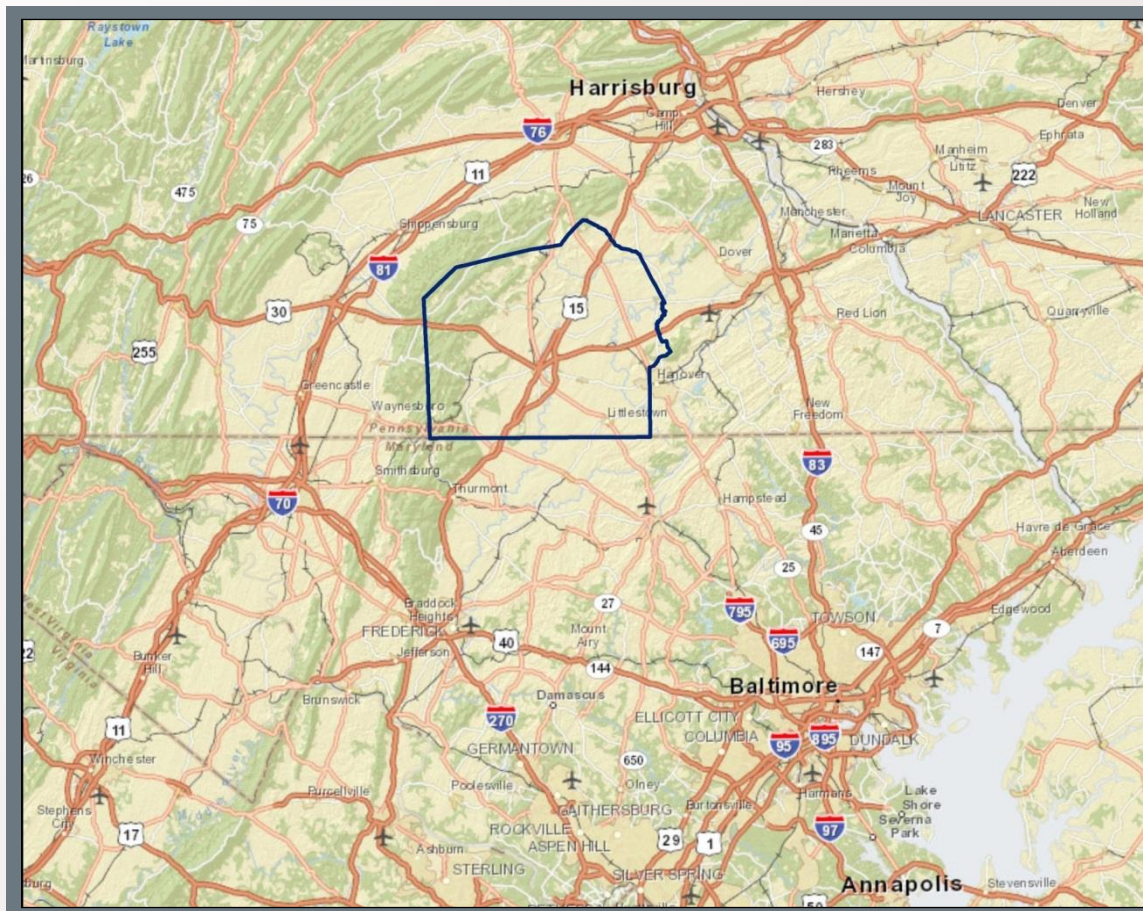 Raystown
Lake
Martinsburg
Harrisburg
Hershey
Camp
Hill
Denver
76
Ephrata
283
Manheim
Lititz
11
Rheems
222
26
475
Mount
Joy
New
Holland
75
Shippensburg
Manchester
LANCASTER
Marietta
Columbia
Dover
81
30
15
Red Lion
Quarryville
255
Greencastle
Hanover
Waynesboro
Littlestown
New
Freedom
Pennsylvania
Maryland
Smithsburg
83
Thurmont
Hampstead
70
Havre de Grace
45
Aberdeen
25
27
795
Edgewood
Braddock
Heights
TOWSON
7
FREDERICK
40
Mount
Airy
695
22
Virginia
Bunker
Hill
Jefferson
144
147
Brunswick
Damascus
Baltimore
270
ELLICOTT CITY
COLUMBIA
11
95
895
DUNDALK
GERMANTOWN
Winchester
650
Poolesville
Olney
Harmans
Lake
Shore
Purcellville
GAITHERSBURG
Burtonsville
Stephens
City
17
ROCKVILLE
97
Severna
Park
ASPEN HILL
29
1
Ashburn
STERLING
SILVER SPRING
Annapolis
Stevensville
50